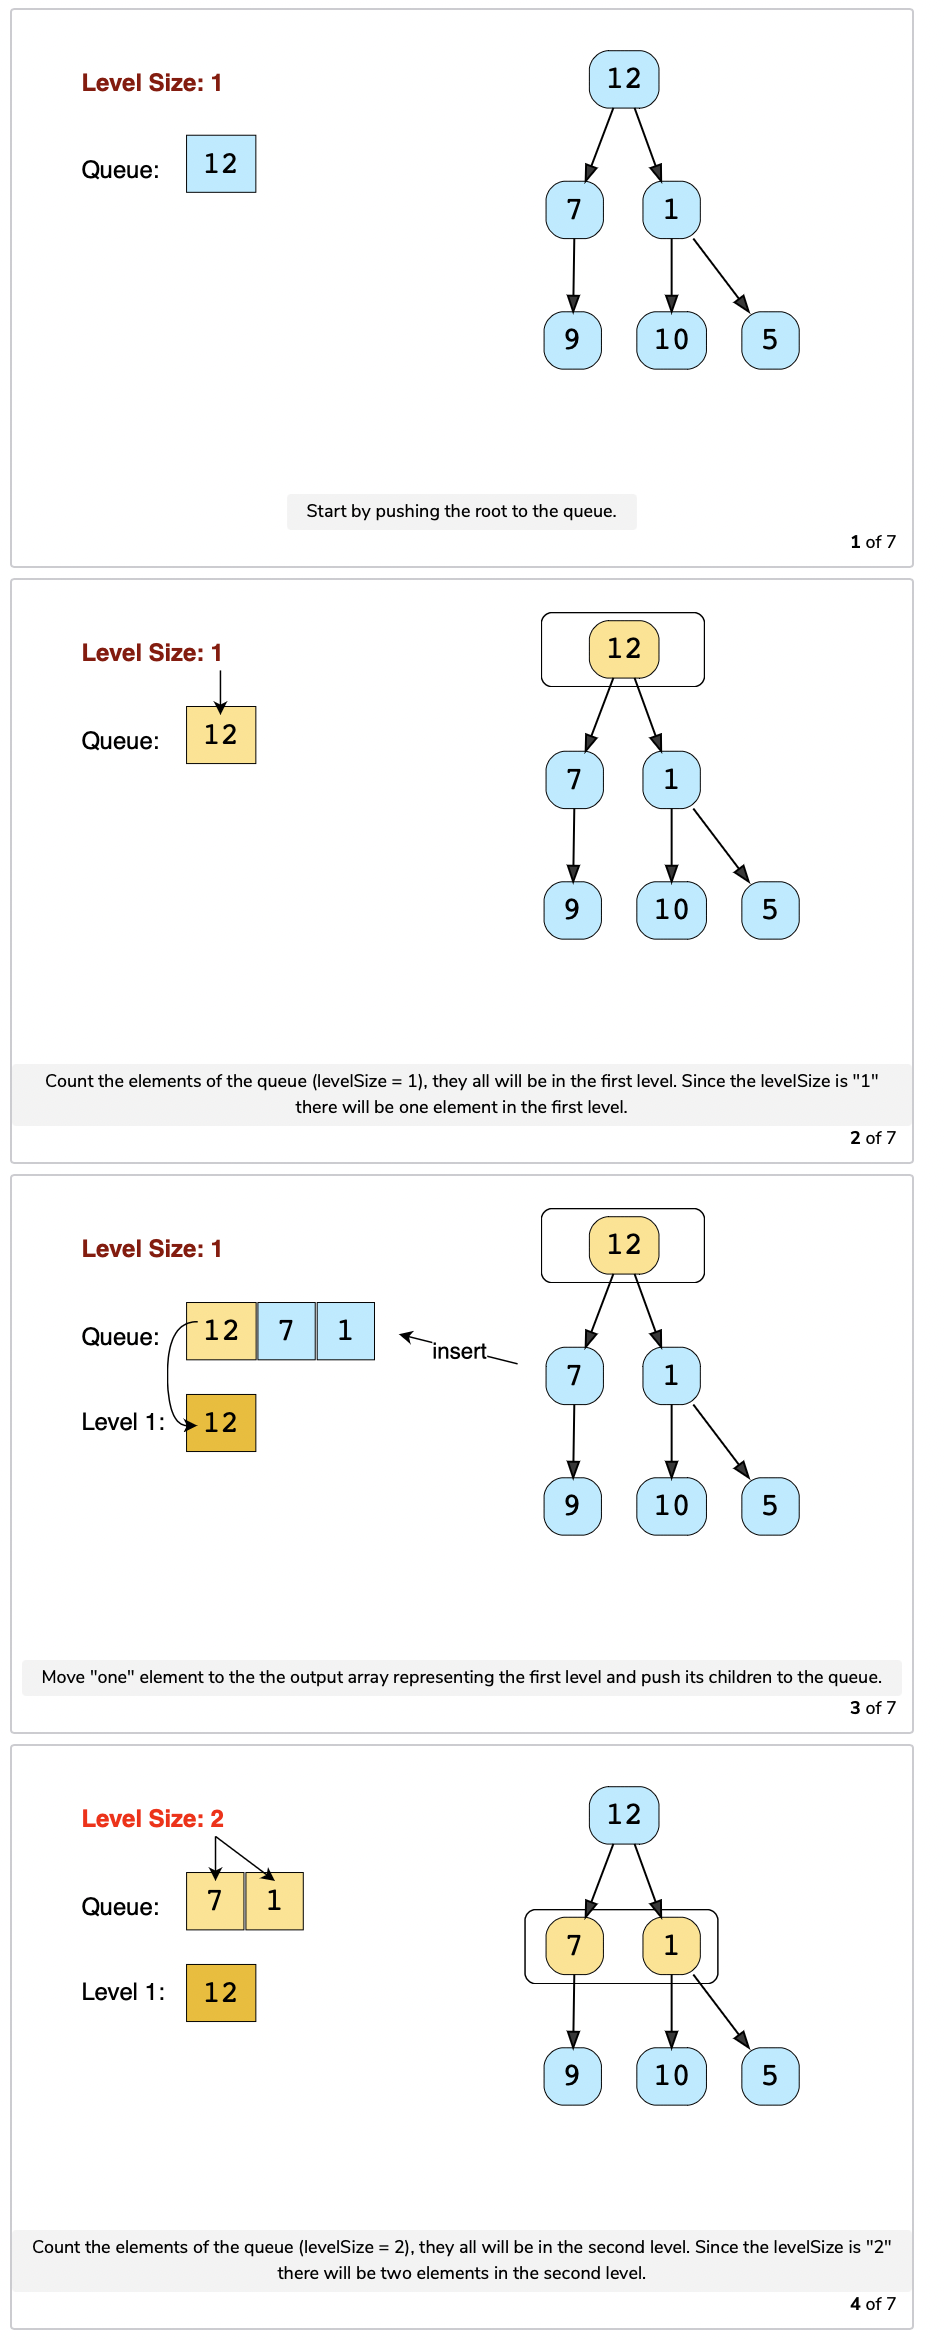 Level Size: 1
12
Queue: 12
7 1
9 10 5
Start by pushing the root to the queue.
1 of 7
Level Size: 1
12
Queue: 12
7 1
9 10 5
Count the elements of the queue (levelSize = 1), they all will be in the first level. Since the levelSize is "1"
there will be one element in the first level.
2 of 7
Level Size: 1
12
Queue: 12 7 1
insert
7 1
Level 1: 12
9 10 5
Move "one" element to the the output array representing the first level and push its children to the queue.
3 of 7
Level Size: 2
12
Queue: 7 1
7 1
Level 1: 12
9 10 5
Count the elements of the queue (levelSize = 2), they all will be in the second level. Since the levelSize is "2"
there will be two elements in the second level.
4 of 7